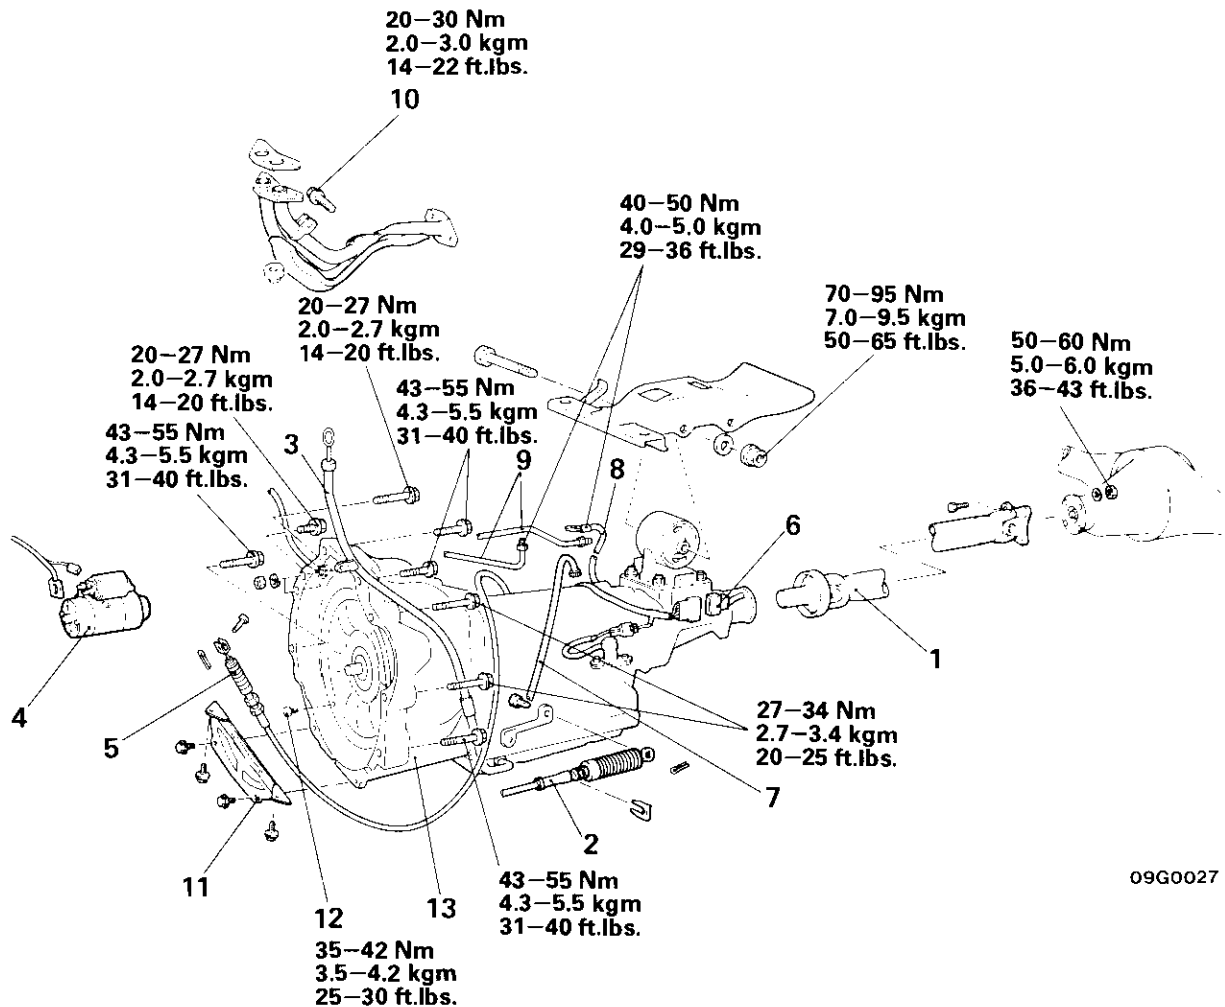 20–30 Nm
2.0–3.0 kgm
14–22 ft.lbs.
10
40–50 Nm
4.0–5.0 kgm
29–36 ft.lbs.
70–95 Nm
7.0–9.5 kgm
50–65 ft.lbs.
50–60 Nm
5.0–6.0 kgm
36–43 ft.lbs.
20–27 Nm
2.0–2.7 kgm
14–20 ft.lbs.
20–27 Nm
2.0–2.7 kgm
14–20 ft.lbs.
43–55 Nm
4.3–5.5 kgm
31–40 ft.lbs.
43–55 Nm
4.3–5.5 kgm
31–40 ft.lbs.
3
9
8
6
1
4
5
27–34 Nm
2.7–3.4 kgm
20–25 ft.lbs.
7
2
11
12
35–42 Nm
3.5–4.2 kgm
25–30 ft.lbs.
13
43–55 Nm
4.3–5.5 kgm
31–40 ft.lbs.
09G0027